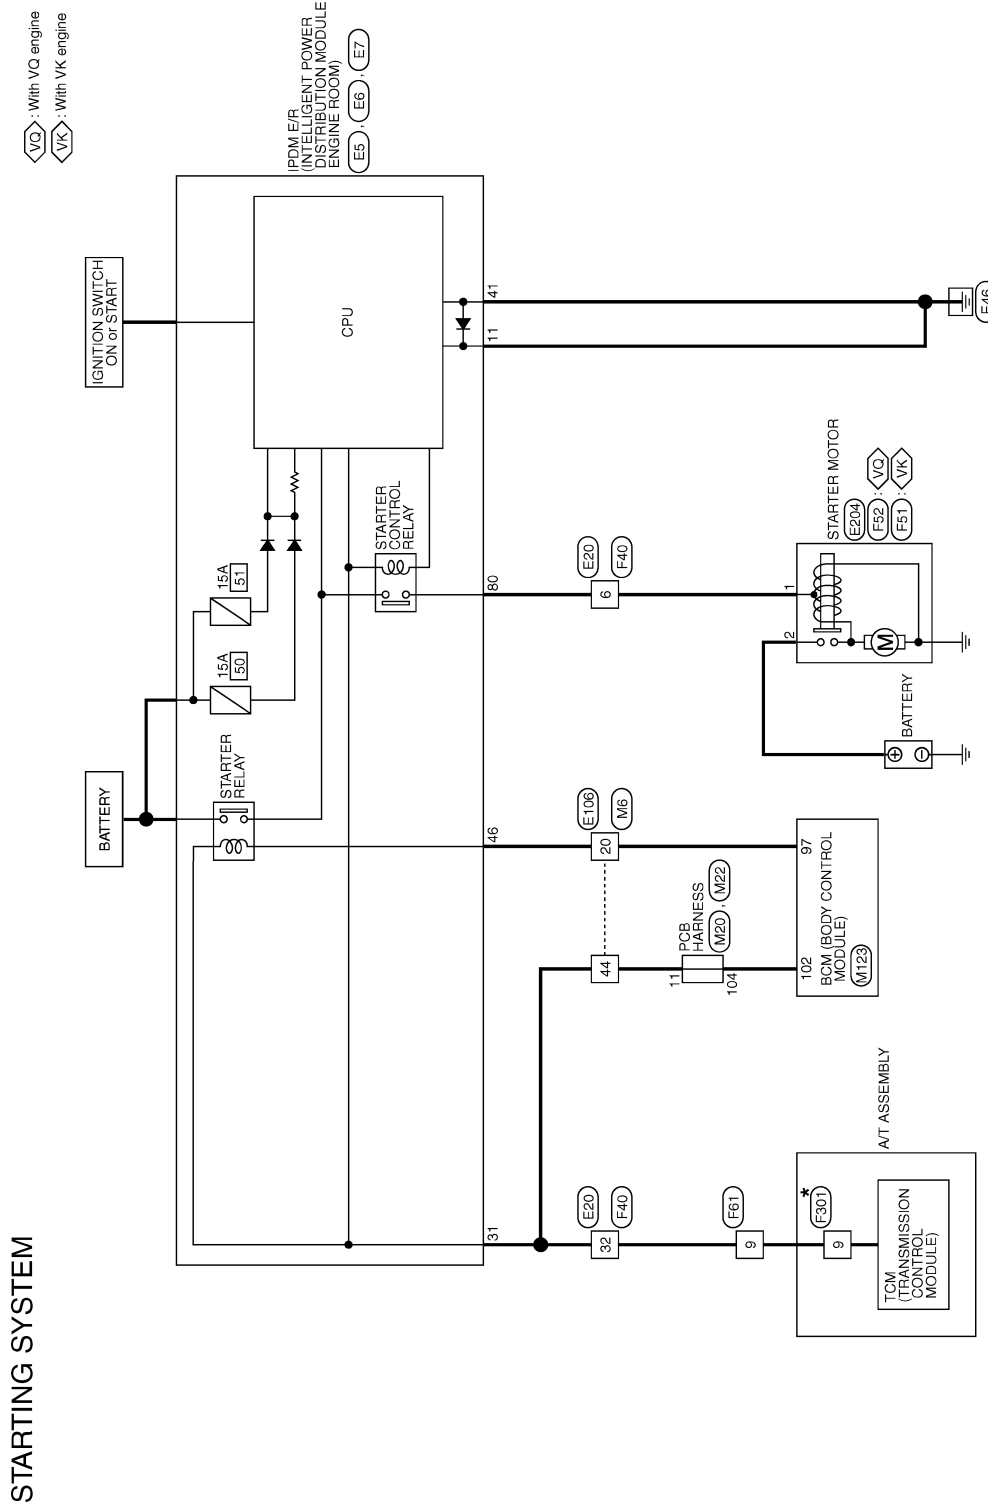 STARTING SYSTEM
VQ : With VQ engine
VK : With VK engine
BATTERY
IGNITION SWITCH
ON or START
IPDM E/R
(INTELLIGENT POWER
DISTRIBUTION MODULE
ENGINE ROOM)
E5 , E6 , E7
STARTER
RELAY
15A
50
15A
51
CPU
STARTER
CONTROL
RELAY
31
46
80
11
41
E20
32
F40
44
E106
20
M6
E20
6
F40
F61
9
11
PCB
HARNESS
M20 , M22
104
A/T ASSEMBLY
*
F301
9
TCM
(TRANSMISSION
CONTROL
MODULE)
102
97
BCM (BODY CONTROL
MODULE)
M123
BATTERY
+
−
2
1
M
STARTER MOTOR
E204
F52 : VQ
F51 : VK